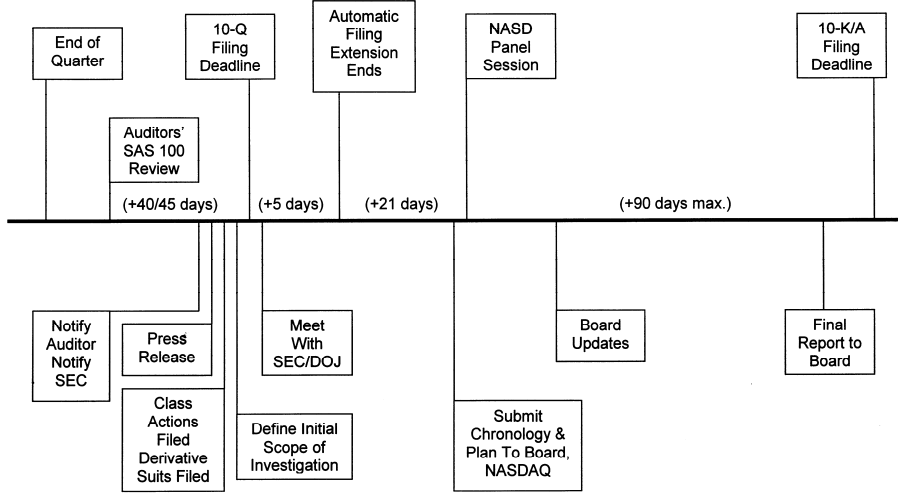 End of
Quarter
10-Q
Filing
Deadline
Automatic
Filing
Extension
Ends
NASD
Panel
Session
10-K/A
Filing
Deadline
Auditors'
SAS 100
Review
(+40/45 days)
(+5 days)
(+21 days)
(+90 days max.)
Notify
Auditor
Notify
SEC
Press
Release
Class
Actions
Filed
Derivative
Suits Filed
Meet
With
SEC/DOJ
Define Initial
Scope of
Investigation
Submit
Chronology &
Plan To Board,
NASDAQ
Board
Updates
Final
Report to
Board